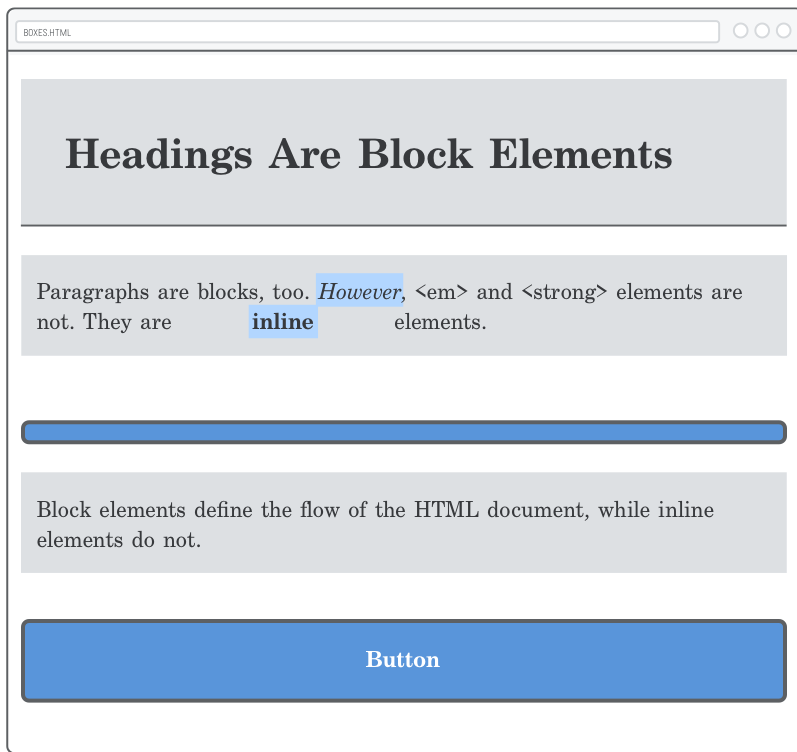 BOXES.HTML
Headings Are Block Elements
Paragraphs are blocks, too. However, <em> and <strong> elements are
not. They are inline elements.
Block elements define the flow of the HTML document, while inline
elements do not.
Button